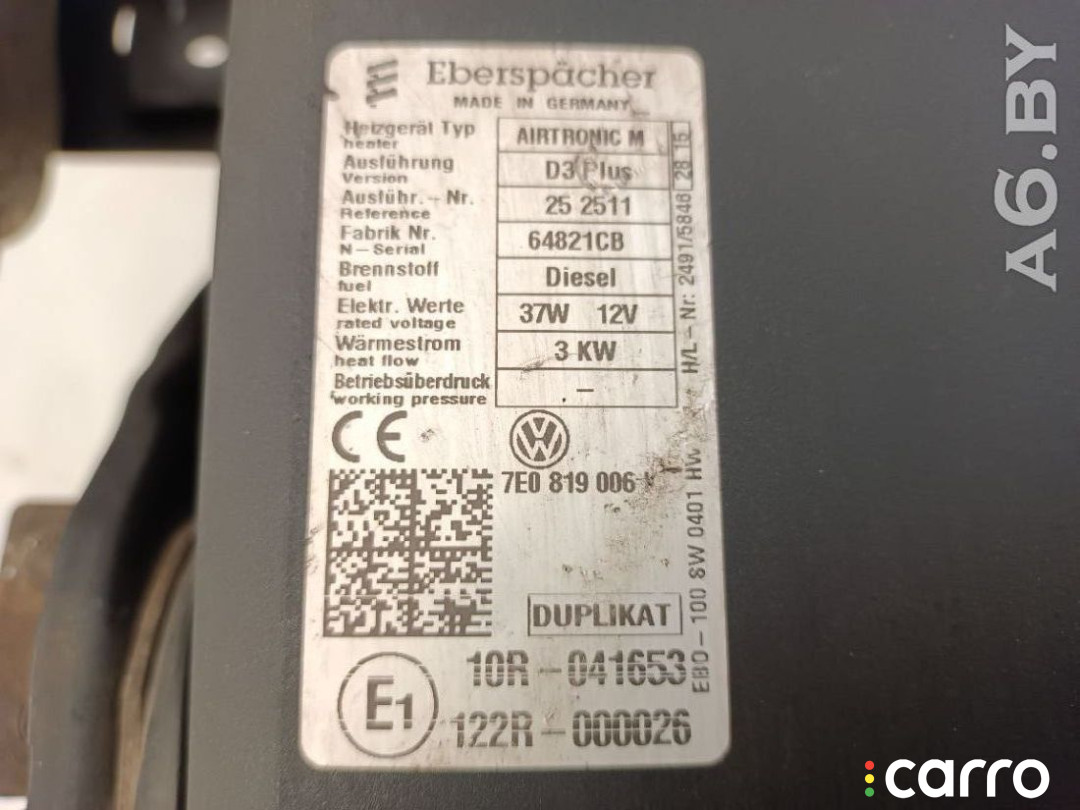 Eberspächer
MADE IN GERMANY
Heizgerät Typ
heater
AIRTRONIC M
Ausführung
Version
D3 Plus
Ausführ. - Nr.
Reference
25 2511
Fabrik Nr.
N - Serial
64821CB
Brennstoff
fuel
Diesel
Elektr. Werte
rated voltage
37W 12V
Wärmestrom
heat flow
3 KW
Betriebsüberdruck
working pressure
–
H/L - Nr: 2491/5846 28 15
CE
VW
7E0 819 006
DUPLIKAT
EBO - 100 8W 0401 HW
E1
10R - 041653
122R - 000026
A6.BY
carro